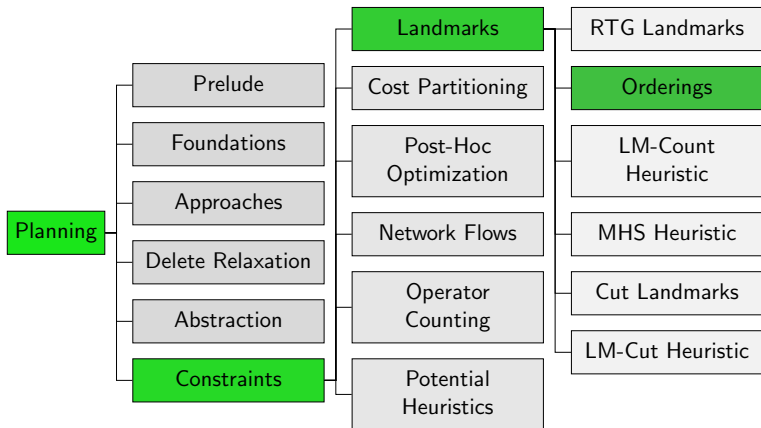 Planning
Prelude
Foundations
Approaches
Delete Relaxation
Abstraction
Constraints
Landmarks
Cost Partitioning
Post-Hoc
Optimization
Network Flows
Operator
Counting
Potential
Heuristics
RTG Landmarks
Orderings
LM-Count
Heuristic
MHS Heuristic
Cut Landmarks
LM-Cut Heuristic